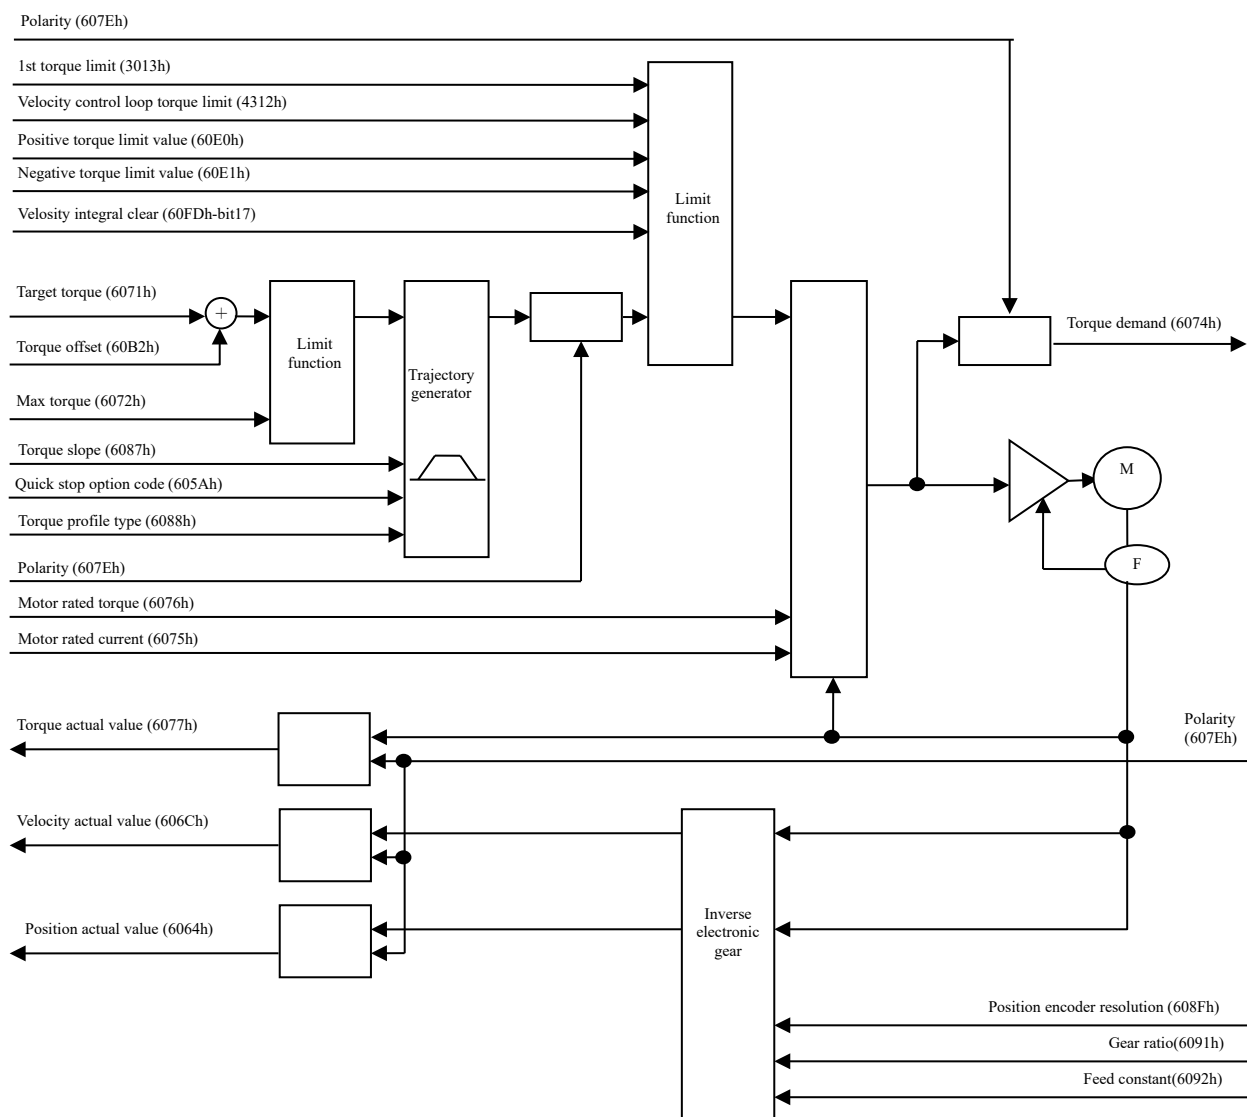 Polarity (607Eh)
1st torque limit (3013h)
Velocity control loop torque limit (4312h)
Positive torque limit value (60E0h)
Negative torque limit value (60E1h)
Velosity integral clear (60FDh-bit17)
Limit
function
Target torque (6071h)
+
Torque offset (60B2h)
Max torque (6072h)
Limit
function
Trajectory
generator
Torque demand (6074h)
Torque slope (6087h)
Quick stop option code (605Ah)
Torque profile type (6088h)
M
F
Polarity (607Eh)
Motor rated torque (6076h)
Motor rated current (6075h)
Torque actual value (6077h)
Polarity
(607Eh)
Velocity actual value (606Ch)
Position actual value (6064h)
Inverse
electronic
gear
Position encoder resolution (608Fh)
Gear ratio(6091h)
Feed constant(6092h)